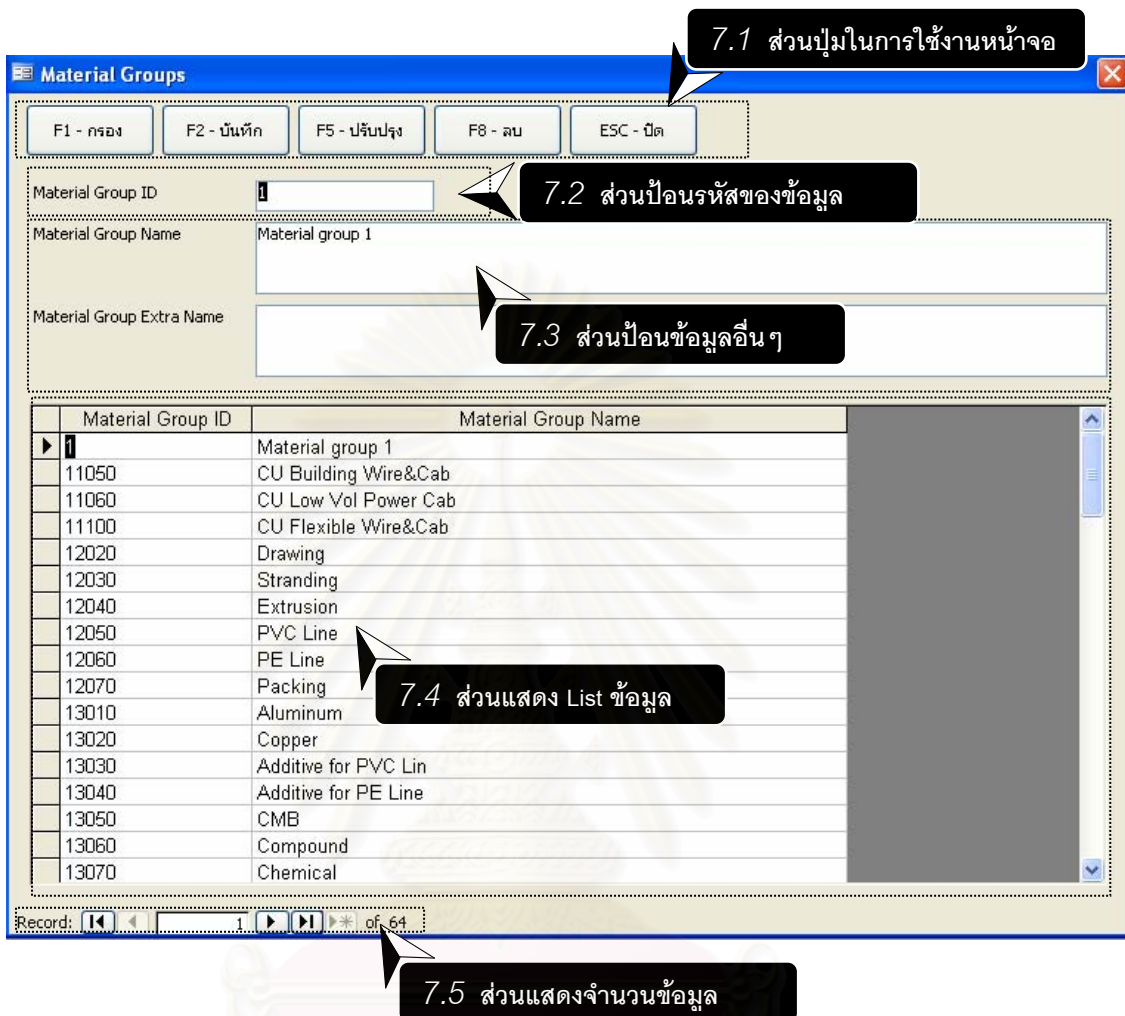 7.1 ส่วนปุ่มในการใช้งานหน้าจอ
Material Groups
F1 - กรอง F2 - บันทึก F5 - ปรับปรุง F8 - ลบ ESC - ปิด
Material Group ID 1
7.2 ส่วนป้อนรหัสของข้อมูล
Material Group Name Material group 1
Material Group Extra Name
7.3 ส่วนป้อนข้อมูลอื่นๆ
Material Group ID Material Group Name
1 Material group 1
11050 CU Building Wire&Cab
11060 CU Low Vol Power Cab
11100 CU Flexible Wire&Cab
12020 Drawing
12030 Stranding
12040 Extrusion
12050 PVC Line
12060 PE Line
12070 Packing
7.4 ส่วนแสดง List ข้อมูล
13010 Aluminum
13020 Copper
13030 Additive for PVC Lin
13040 Additive for PE Line
13050 CMB
13060 Compound
13070 Chemical
Record: 1 of 64
7.5 ส่วนแสดงจำนวนข้อมูล